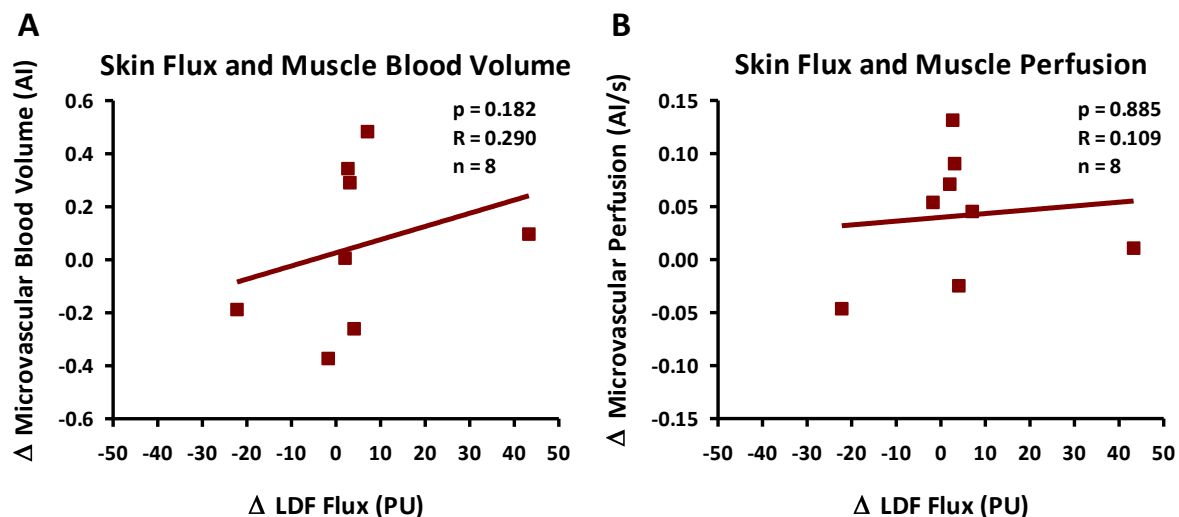 A
Skin Flux and Muscle Blood Volume
Δ Microvascular Blood Volume (AI)
0.6
0.4
0.2
0.0
-0.2
-0.4
-0.6
p = 0.182
R = 0.290
n = 8
-50 -40 -30 -20 -10 0 10 20 30 40 50
Δ LDF Flux (PU)
B
Skin Flux and Muscle Perfusion
Δ Microvascular Perfusion (AI/s)
0.15
0.10
0.05
0.00
-0.05
-0.10
-0.15
p = 0.885
R = 0.109
n = 8
-50 -40 -30 -20 -10 0 10 20 30 40 50
Δ LDF Flux (PU)